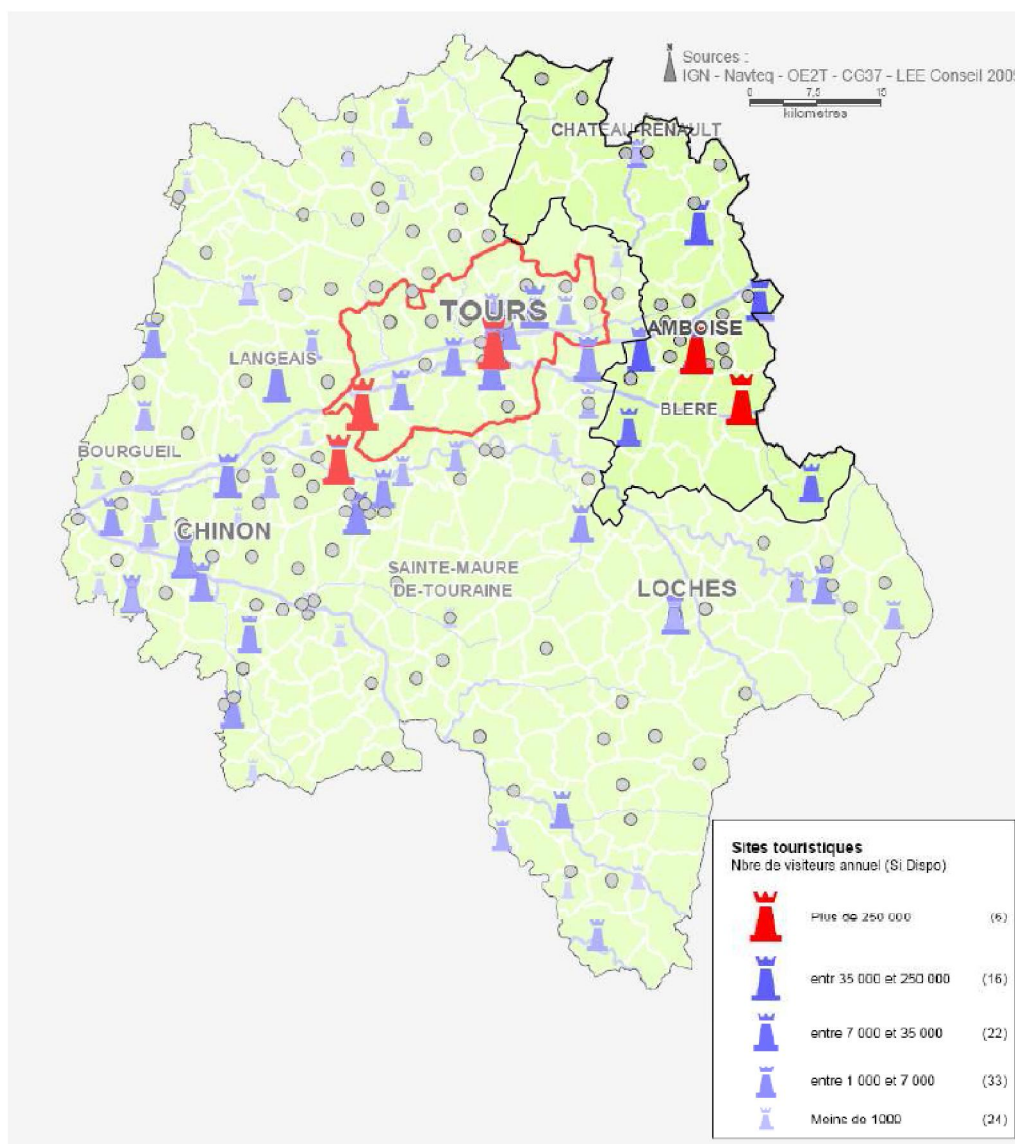 N
Sources :
IGN - Navteq - OE2T - CG37 - LEE Conseil 2005
0 7,5 15
kilometres
CHATEAU-RENAULT
TOURS
AMBOISE
LANGEAIS
BLERE
BOURGUEIL
CHINON
SAINTE-MAURE
DE-TOURAINE
LOCHES
Sites touristiques
Nbre de visiteurs annuel (Si Dispo)
Plus de 250 000
entr 35 000 et 250 000 (16)
entre 7 000 et 35 000 (22)
entre 1 000 et 7 000 (33)
Moins de 1000 (24)